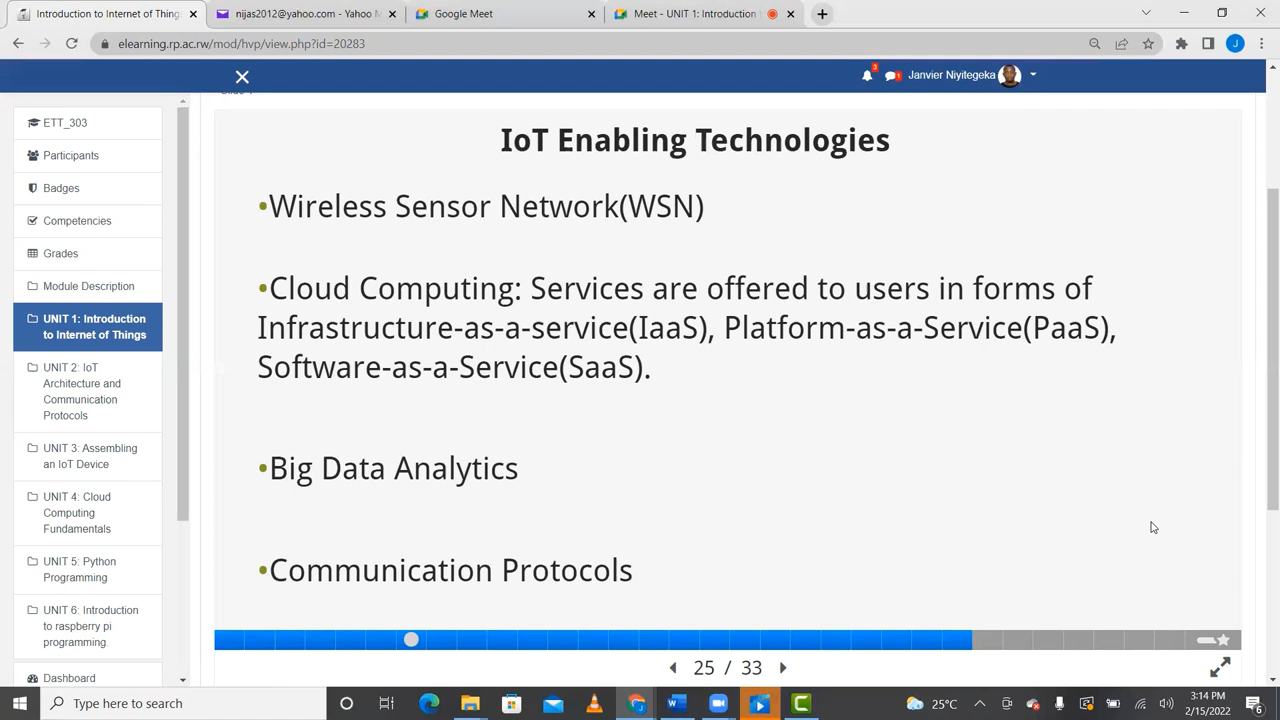 Introduction to Internet of Thing
nijas2012@yahoo.com - Yahoo M
Google Meet
Meet - UNIT 1: Introduction
elearning.rp.ac.rw/mod/hvp/view.php?id=20283
J
3
1
Janvier Niyitegeka
ETT_303
Participants
Badges
Competencies
Grades
Module Description
UNIT 1: Introduction
to Internet of Things
UNIT 2: IoT
Architecture and
Communication
Protocols
UNIT 3: Assembling
an IoT Device
UNIT 4: Cloud
Computing
Fundamentals
UNIT 5: Python
Programming
UNIT 6: Introduction
to raspberry pi
programming.
Dashboard
IoT Enabling Technologies
•Wireless Sensor Network(WSN)
•Cloud Computing: Services are offered to users in forms of
Infrastructure-as-a-service(IaaS), Platform-as-a-Service(PaaS),
Software-as-a-Service(SaaS).
•Big Data Analytics
•Communication Protocols
25 / 33
Type here to search
25°C
3:14 PM
2/15/2022
6